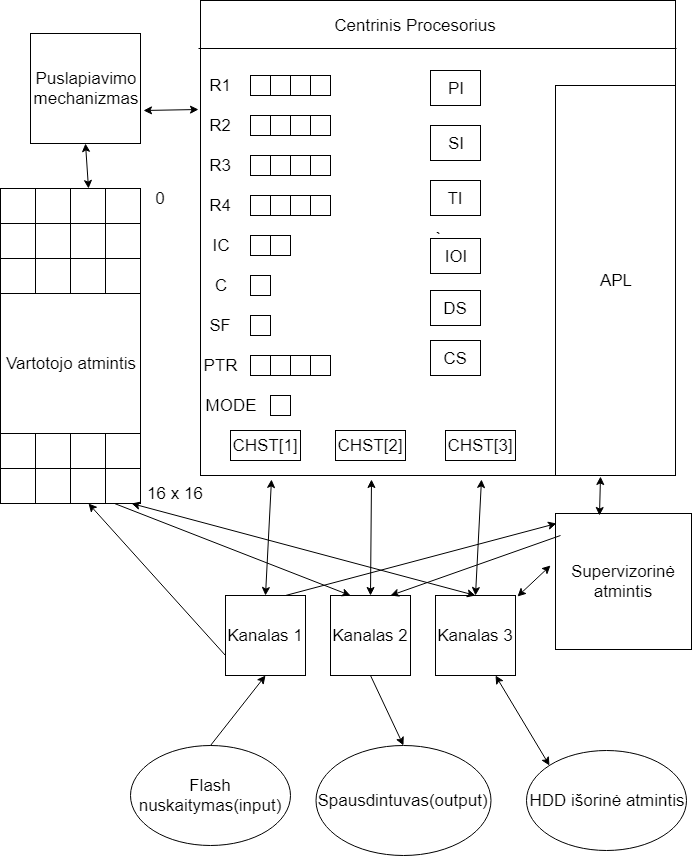 Centrinis Procesorius
Puslapiavimo
mechanizmas
R1
R2
R3
R4
IC
C
SF
PTR
MODE
PI
SI
TI
`
IOI
DS
CS
APL
CHST[1]
CHST[2]
CHST[3]
0
Vartotojo atmintis
16 x 16
Supervizorinė
atmintis
Kanalas 1
Kanalas 2
Kanalas 3
Flash
nuskaitymas(input)
Spausdintuvas(output)
HDD išorinė atmintis